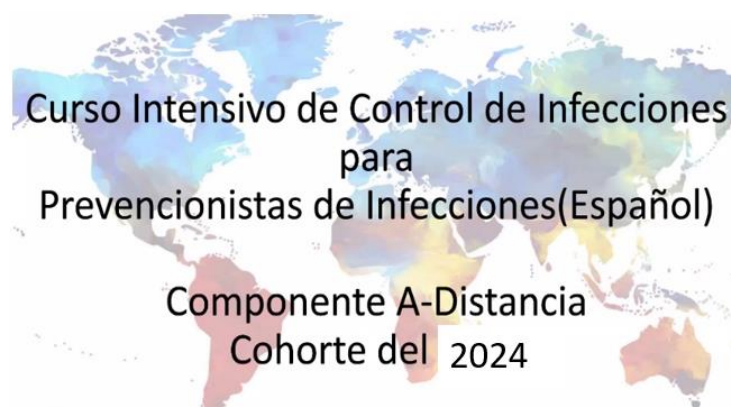 Curso Intensivo de Control de Infecciones
para
Prevencionistas de Infecciones(Español)
Componente A-Distancia
Cohorte del 2024